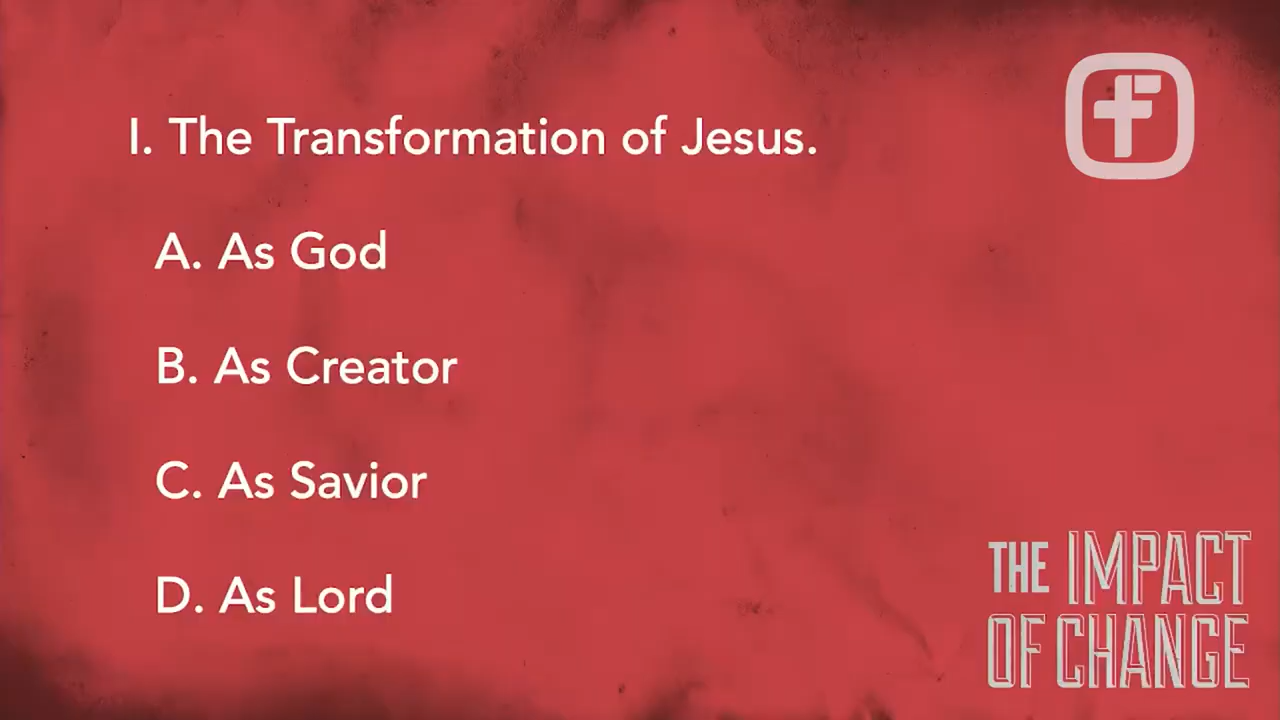 I. The Transformation of Jesus.
A. As God
B. As Creator
C. As Savior
D. As Lord
THE IMPACT
OF CHANGE